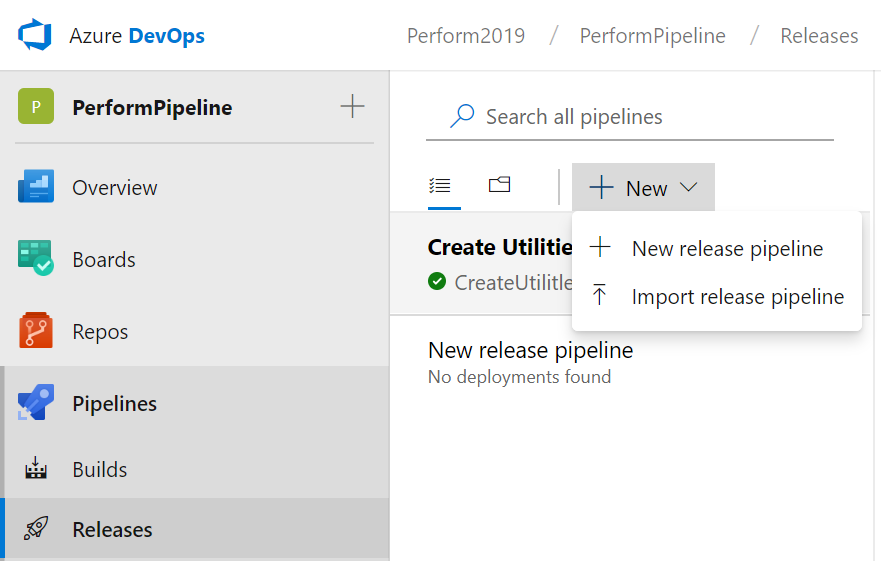 Azure DevOps
Perform2019 / PerformPipeline / Releases
P PerformPipeline
Search all pipelines
Overview
New
Create Utilitie
New release pipeline
Boards
CreateUtilitle
Import release pipeline
Repos
New release pipeline
No deployments found
Pipelines
Builds
Releases